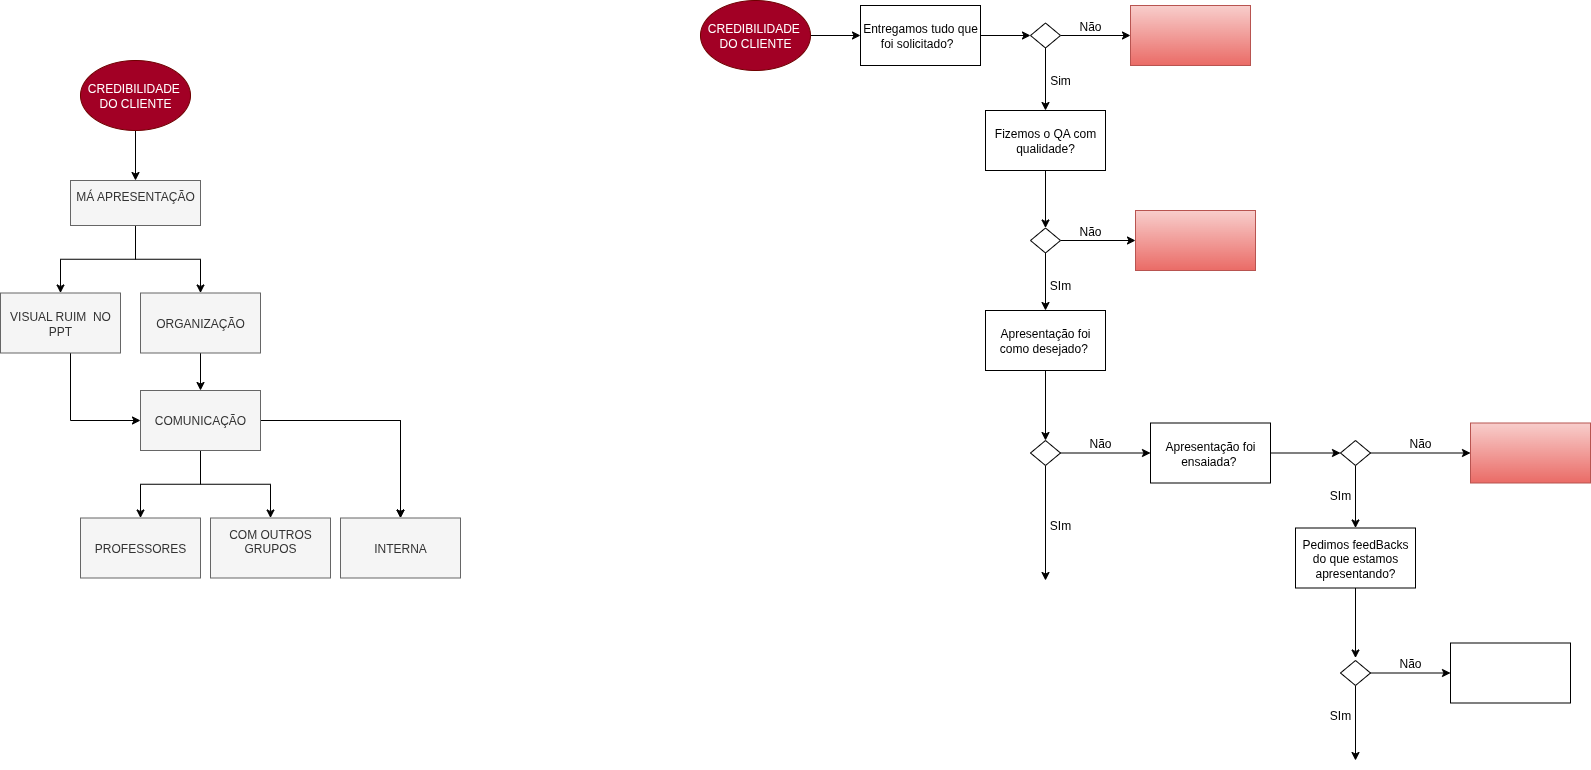 CREDIBILIDADE
DO CLIENTE
MÁ APRESENTAÇÃO
VISUAL RUIM  NO
PPT
ORGANIZAÇÃO
COMUNICAÇÃO
PROFESSORES
COM OUTROS
GRUPOS
INTERNA
CREDIBILIDADE
DO CLIENTE
Entregamos tudo que
foi solicitado?
Não
Sim
Fizemos o QA com
qualidade?
Não
SIm
Apresentação foi
como desejado?
Não
SIm
Apresentação foi
ensaiada?
Não
SIm
Pedimos feedBacks
do que estamos
apresentando?
Não
SIm